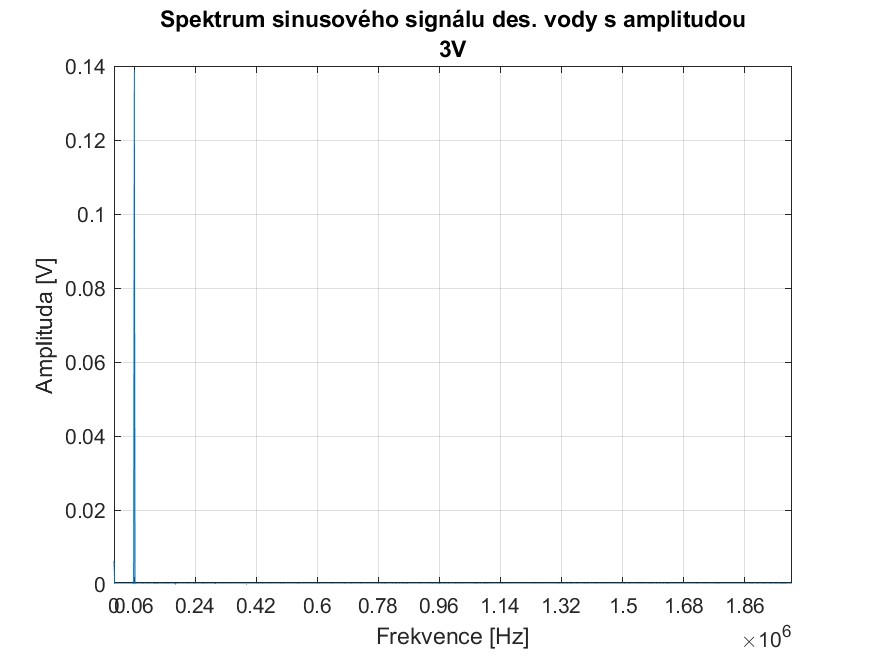 Spektrum sinusového signálu des. vody s amplitudou
3V
0.14
0.12
0.1
0.08
0.06
0.04
0.02
0
Amplituda [V]
0 0.06 0.24 0.42 0.6 0.78 0.96 1.14 1.32 1.5 1.68 1.86
Frekvence [Hz]
×10⁶